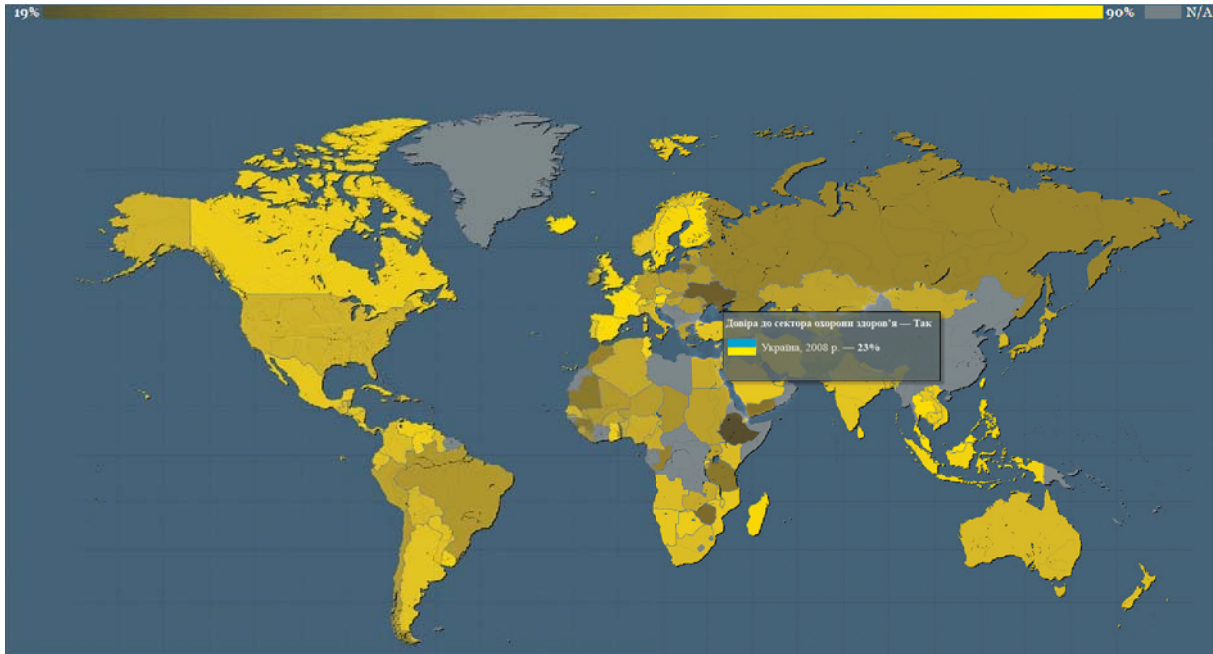 19%
90%
N/A
Довіра до сектора охорони здоров’я — Так
Україна, 2008 р. — 23%